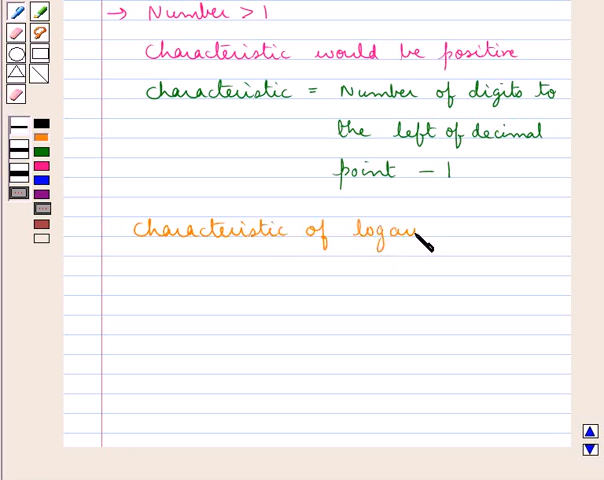 → Number > 1
Characteristic would be positive
Characteristic = Number of digits to
the left of decimal
point - 1
Characteristic of